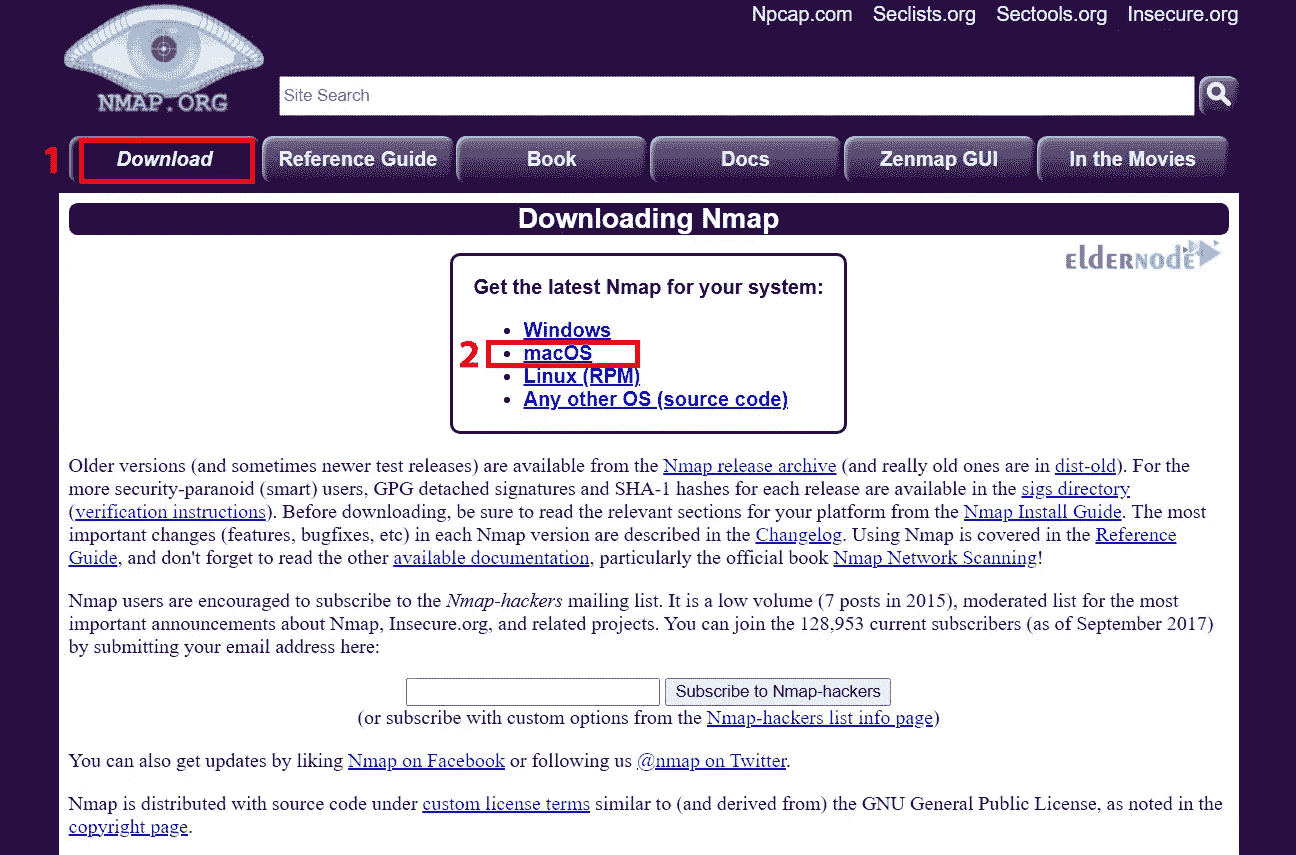 Npcap.com Seclists.org Sectools.org Insecure.org
NMAP.ORG
Site Search
1
Download Reference Guide Book Docs Zenmap GUI In the Movies
Downloading Nmap
eldernode
Get the latest Nmap for your system:
Windows
2
macOS
Linux (RPM)
Any other OS (source code)
Older versions (and sometimes newer test releases) are available from the Nmap release archive (and really old ones are in dist-old). For the
more security-paranoid (smart) users, GPG detached signatures and SHA-1 hashes for each release are available in the sigs directory
(verification instructions). Before downloading, be sure to read the relevant sections for your platform from the Nmap Install Guide. The most
important changes (features, bugfixes, etc) in each Nmap version are described in the Changelog. Using Nmap is covered in the Reference
Guide, and don't forget to read the other available documentation, particularly the official book Nmap Network Scanning!
Nmap users are encouraged to subscribe to the Nmap-hackers mailing list. It is a low volume (7 posts in 2015), moderated list for the most
important announcements about Nmap, Insecure.org, and related projects. You can join the 128,953 current subscribers (as of September 2017)
by submitting your email address here:
Subscribe to Nmap-hackers
(or subscribe with custom options from the Nmap-hackers list info page)
You can also get updates by liking Nmap on Facebook or following us @nmap on Twitter.
Nmap is distributed with source code under custom license terms similar to (and derived from) the GNU General Public License, as noted in the
copyright page.